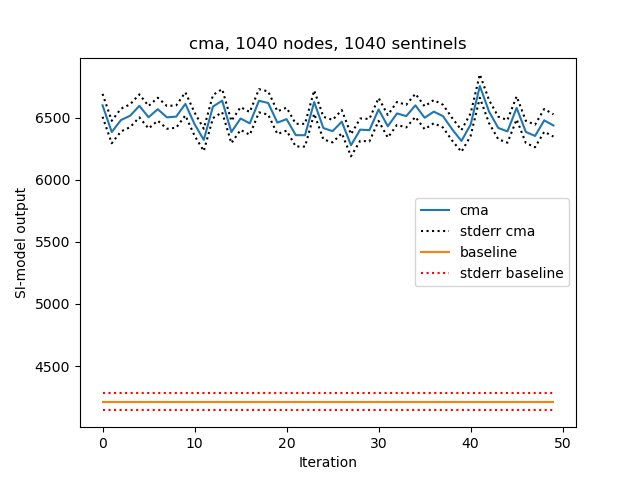 cma, 1040 nodes, 1040 sentinels
6500
6000
5500
5000
4500
SI-model output
cma
stderr cma
baseline
stderr baseline
0 10 20 30 40 50
Iteration